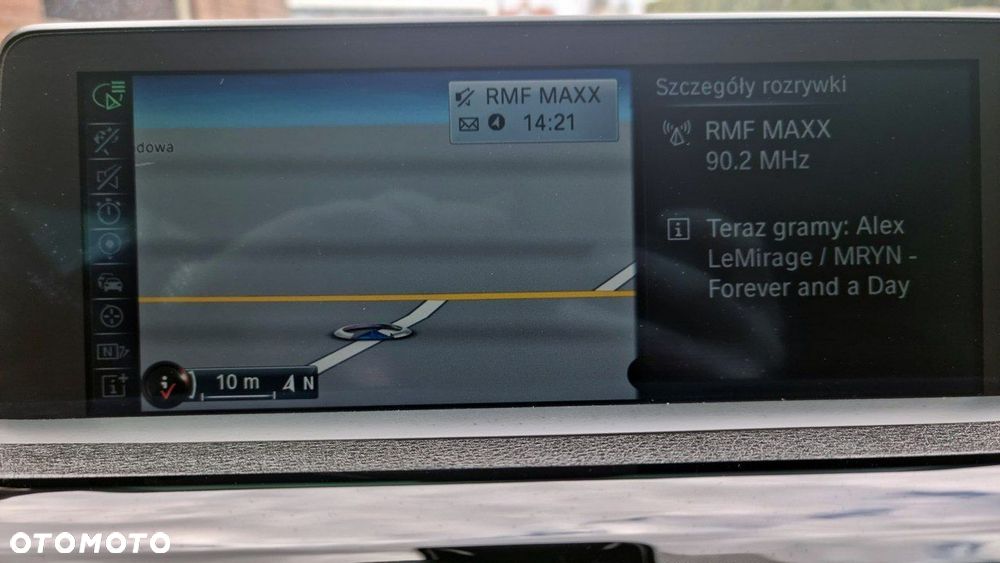 RMF MAXX
14:21
dowa
10 m
N
Szczegóły rozrywki
RMF MAXX
90.2 MHz
i Teraz gramy: Alex
LeMirage / MRYN -
Forever and a Day
OTOMOTO